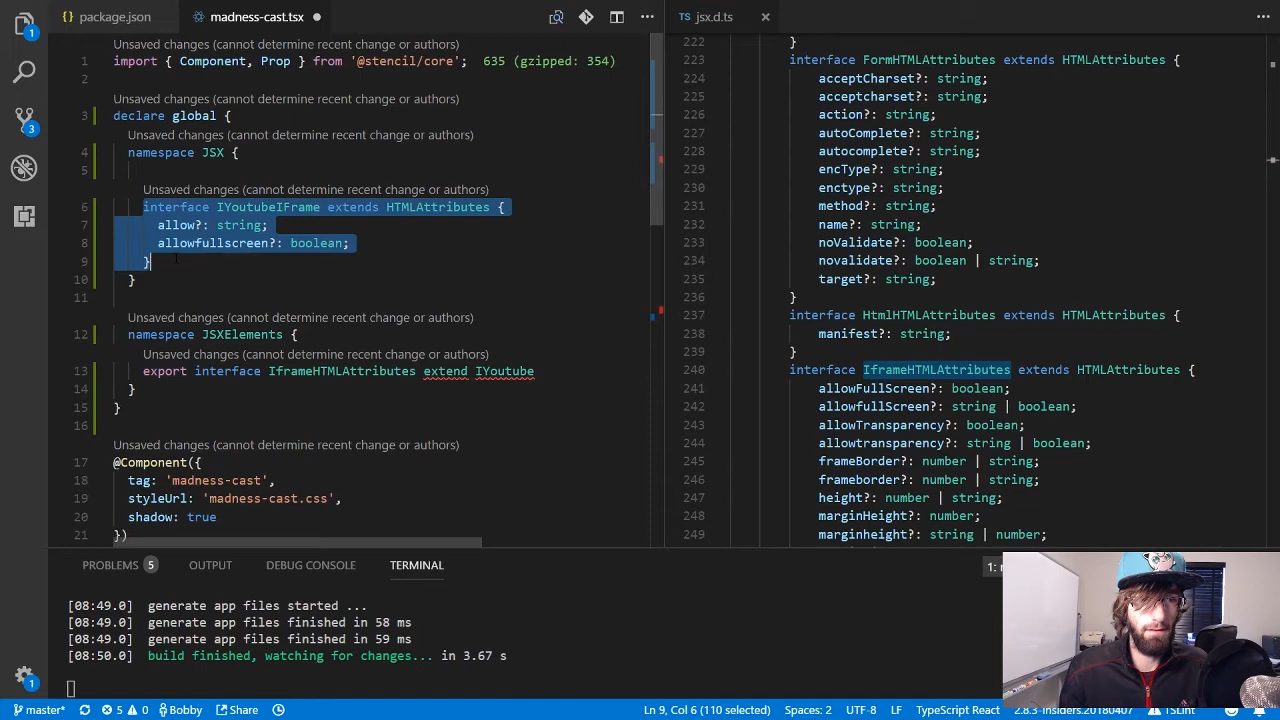 package.json
madness-cast.tsx
jsx.d.ts
1
3
1
Unsaved changes (cannot determine recent change or authors)
1 import { Component, Prop } from '@stencil/core'; 635 (gzipped: 354)
2
Unsaved changes (cannot determine recent change or authors)
3 declare global {
Unsaved changes (cannot determine recent change or authors)
4 namespace JSX {
5
Unsaved changes (cannot determine recent change or authors)
6 interface IYoutubeIFrame extends HTMLAttributes {
7 allow?: string;
8 allowfullscreen?: boolean;
9 }
10 }
11
Unsaved changes (cannot determine recent change or authors)
12 namespace JSXElements {
Unsaved changes (cannot determine recent change or authors)
13 export interface IframeHTMLAttributes extend IYoutube
14 }
15 }
16
Unsaved changes (cannot determine recent change or authors)
17 @Component({
18 tag: 'madness-cast',
19 styleUrl: 'madness-cast.css',
20 shadow: true
21 })
222 }
223 interface FormHTMLAttributes extends HTMLAttributes {
224 acceptCharset?: string;
225 acceptcharset?: string;
226 action?: string;
227 autoComplete?: string;
228 autocomplete?: string;
229 encType?: string;
230 enctype?: string;
231 method?: string;
232 name?: string;
233 noValidate?: boolean;
234 novalidate?: boolean | string;
235 target?: string;
236 }
237 interface HtmlHTMLAttributes extends HTMLAttributes {
238 manifest?: string;
239 }
240 interface IframeHTMLAttributes extends HTMLAttributes {
241 allowFullScreen?: boolean;
242 allowfullScreen?: string | boolean;
243 allowTransparency?: boolean;
244 allowtransparency?: string | boolean;
245 frameBorder?: number | string;
246 frameborder?: number | string;
247 height?: number | string;
248 marginHeight?: number;
249 marginheight?: string | number;
PROBLEMS 5 OUTPUT DEBUG CONSOLE TERMINAL
[08:49.0] generate app files started ...
[08:49.0] generate app files finished in 58 ms
[08:49.0] generate app files finished in 59 ms
[08:50.0] build finished, watching for changes... in 3.67 s
master* 5 0 Bobby Share Ln 9, Col 6 (110 selected) Spaces: 2 UTF-8 LF TypeScript React 2.8.3-insiders.20180407 TSLint